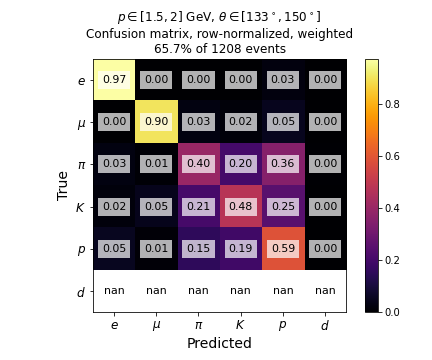 p ∈ [1.5, 2] GeV, θ ∈ [133°, 150°]
Confusion matrix, row-normalized, weighted
65.7% of 1208 events
True
e 0.97 0.00 0.00 0.00 0.03 0.00
μ 0.00 0.90 0.03 0.02 0.05 0.00
π 0.03 0.01 0.40 0.20 0.36 0.00
K 0.02 0.05 0.21 0.48 0.25 0.00
p 0.05 0.01 0.15 0.19 0.59 0.00
d nan nan nan nan nan nan
e μ π K p d
Predicted
0.8
0.6
0.4
0.2
0.0